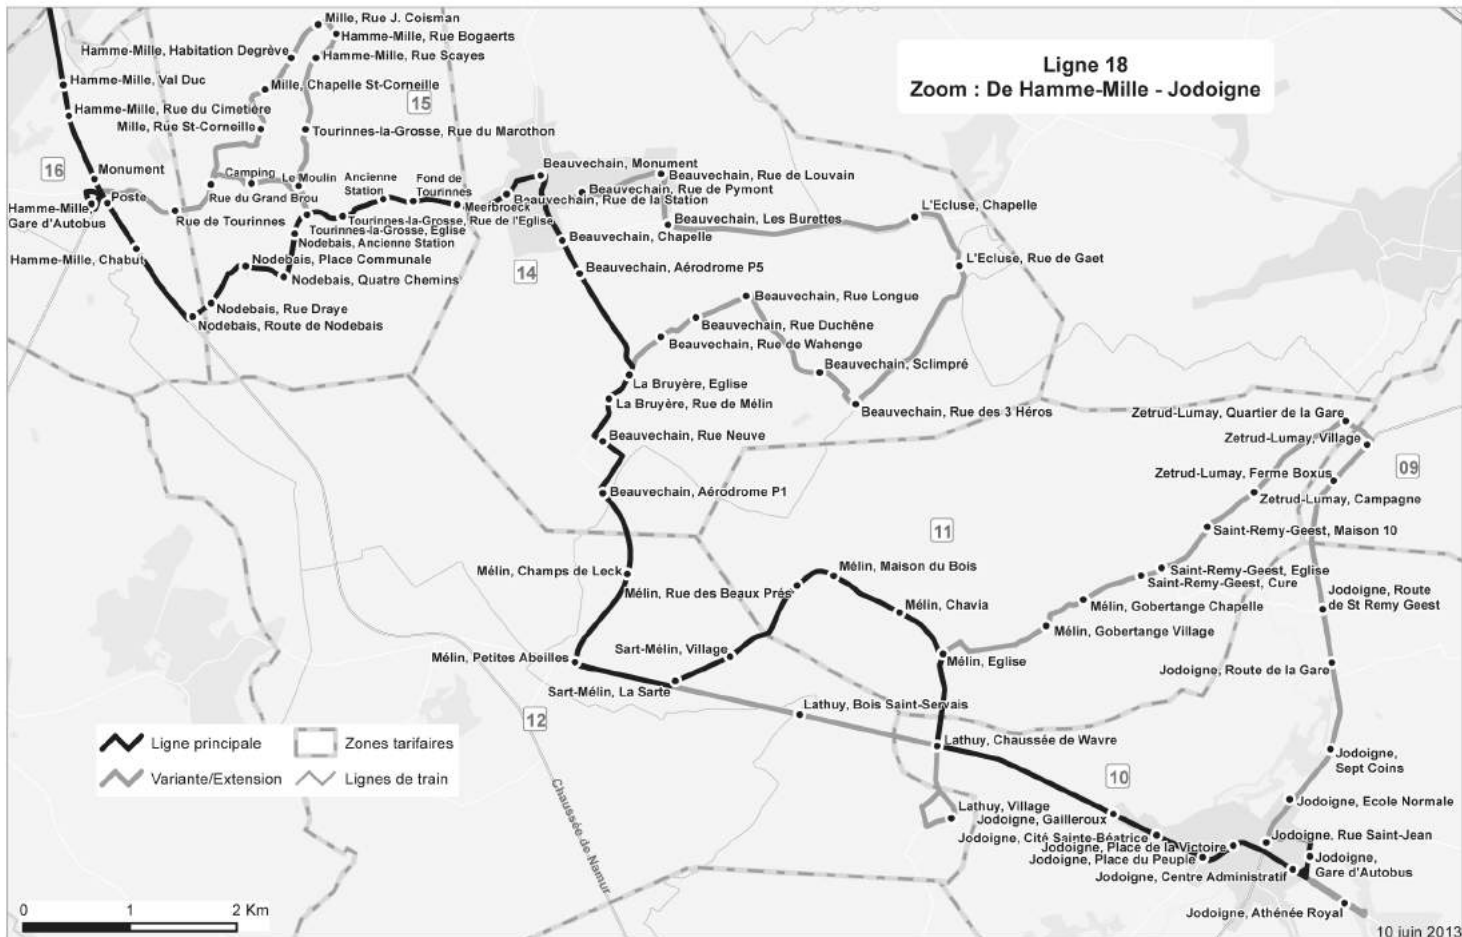 Ligne 18
Zoom : De Hamme-Mille - Jodoigne
Mille, Rue J. Coisman
Hamme-Mille, Rue Bogaerts
Hamme-Mille, Habitation Degrève
Hamme-Mille, Rue Scayes
Hamme-Mille, Val Duc
Mille, Chapelle St-Corneille
15
Hamme-Mille, Rue du Cimetière
Mille, Rue St-Corneille
Tourinnes-la-Grosse, Rue du Marothon
16
Monument
Camping
Le Moulin
Ancienne
Station
Fond de
Tourinnes
Beauvechain, Monument
Beauvechain, Rue de Louvain
Poste
Rue du Grand Brou
Meerbroeck
Beauvechain, Rue de Pymont
Beauvechain, Rue de la Station
Hamme-Mille,
Gare d'Autobus
Rue de Tourinnes
Tourinnes-la-Grosse, Rue de l'Eglise
Tourinnes-la-Grosse, Eglise
Beauvechain, Les Burettes
L'Ecluse, Chapelle
Nodebais, Ancienne Station
Beauvechain, Chapelle
Hamme-Mille, Chabut
Nodebais, Place Communale
L'Ecluse, Rue de Gaet
14
Beauvechain, Aérodrome P5
Nodebais, Quatre Chemins
Beauvechain, Rue Longue
Nodebais, Rue Draye
Nodebais, Route de Nodebais
Beauvechain, Rue Duchêne
Beauvechain, Rue de Wahenge
Beauvechain, Sclimpré
La Bruyère, Eglise
La Bruyère, Rue de Mélin
Beauvechain, Rue des 3 Héros
Zetrud-Lumay, Quartier de la Gare
Beauvechain, Rue Neuve
Zetrud-Lumay, Village
09
Zetrud-Lumay, Ferme Boxus
Beauvechain, Aérodrome P1
Zetrud-Lumay, Campagne
11
Saint-Remy-Geest, Maison 10
Mélin, Champs de Leck
Mélin, Maison du Bois
Saint-Remy-Geest, Eglise
Saint-Remy-Geest, Cure
Mélin, Rue des Beaux Prés
Mélin, Chavia
Mélin, Gobertange Chapelle
Jodoigne, Route
de St Remy Geest
Mélin, Gobertange Village
Sart-Mélin, Village
Mélin, Petites Abeilles
Mélin, Eglise
Jodoigne, Route de la Gare
Sart-Mélin, La Sarte
Lathuy, Bois Saint-Servais
12
Lathuy, Chaussée de Wavre
Jodoigne,
Sept Coins
10
Ligne principale
Zones tarifaires
Variante/Extension
Lignes de train
Chaussée de Namur
Lathuy, Village
Jodoigne, Ecole Normale
Jodoigne, Gailleroux
Jodoigne, Cité Sainte-Béatrice
Jodoigne, Rue Saint-Jean
Jodoigne, Place de la Victoire
Jodoigne, Place du Peuple
Jodoigne,
Gare d'Autobus
Jodoigne, Centre Administratif
Jodoigne, Athénée Royal
0 1 2 Km
10 juin 2013